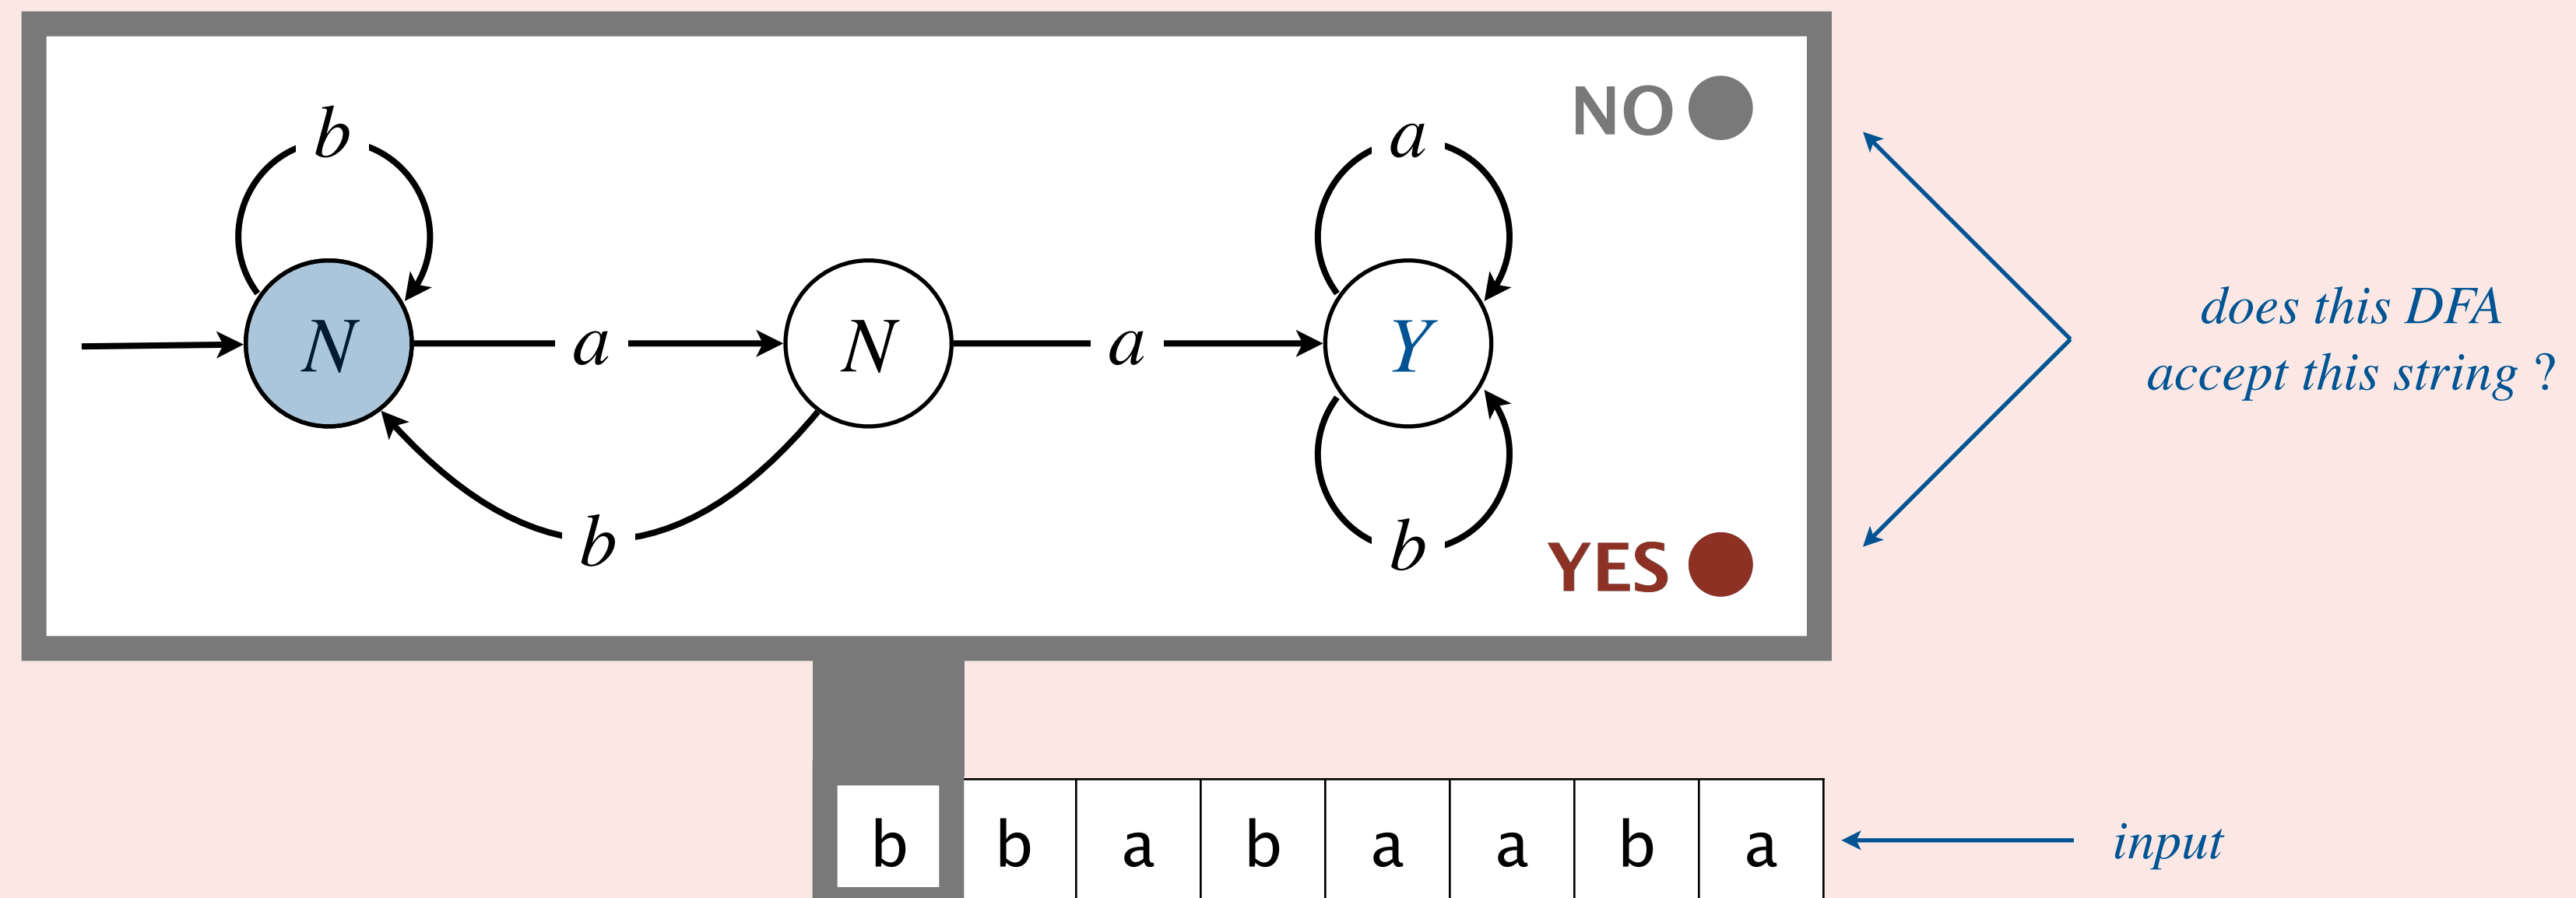 NO
b
a
N
a
N
a
Y
b
b
YES
does this DFA
accept this string ?
b b a b a a b a
input